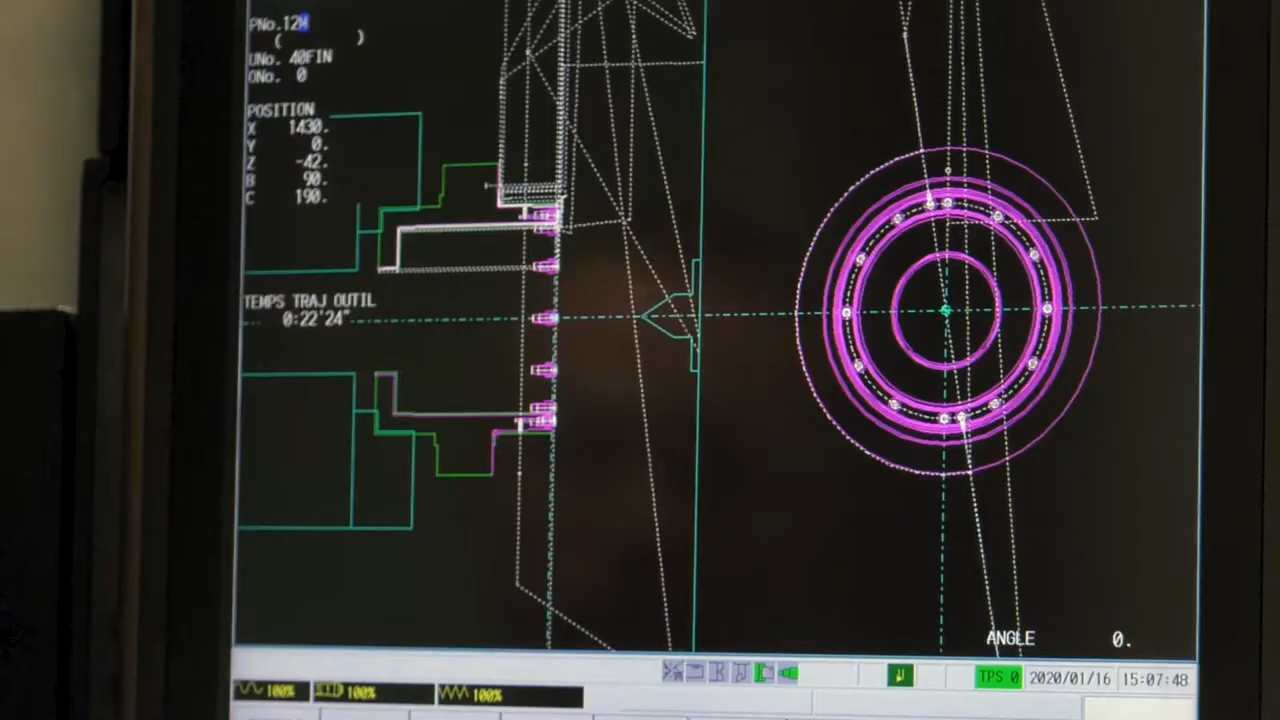 PNo.12
( )
UNo. 40FIN
ONo. 0
POSITION
X 1430.
Y 0.
Z -42.
B 90.
C 190.
TEMPS TRAJ OUTIL
0:22'24"
ANGLE 0.
TPS 0 2020/01/16 15:07:48
100% 100% 100%